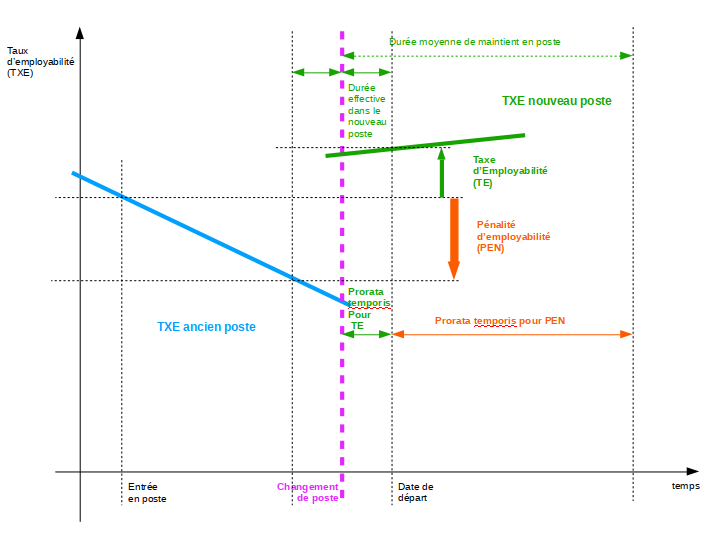 Taux
d'employabilité
(TXE)
Durée moyenne de maintient en poste
Durée
effective
dans le
nouveau
poste
TXE nouveau poste
Taxe
d'Employabilité
(TE)
Pénalité
d'employabilité
(PEN)
Prorata
temporis
Pour
TE
Prorata temporis pour PEN
TXE ancien poste
Entrée
en poste
Changement
de poste
Date de
départ
temps